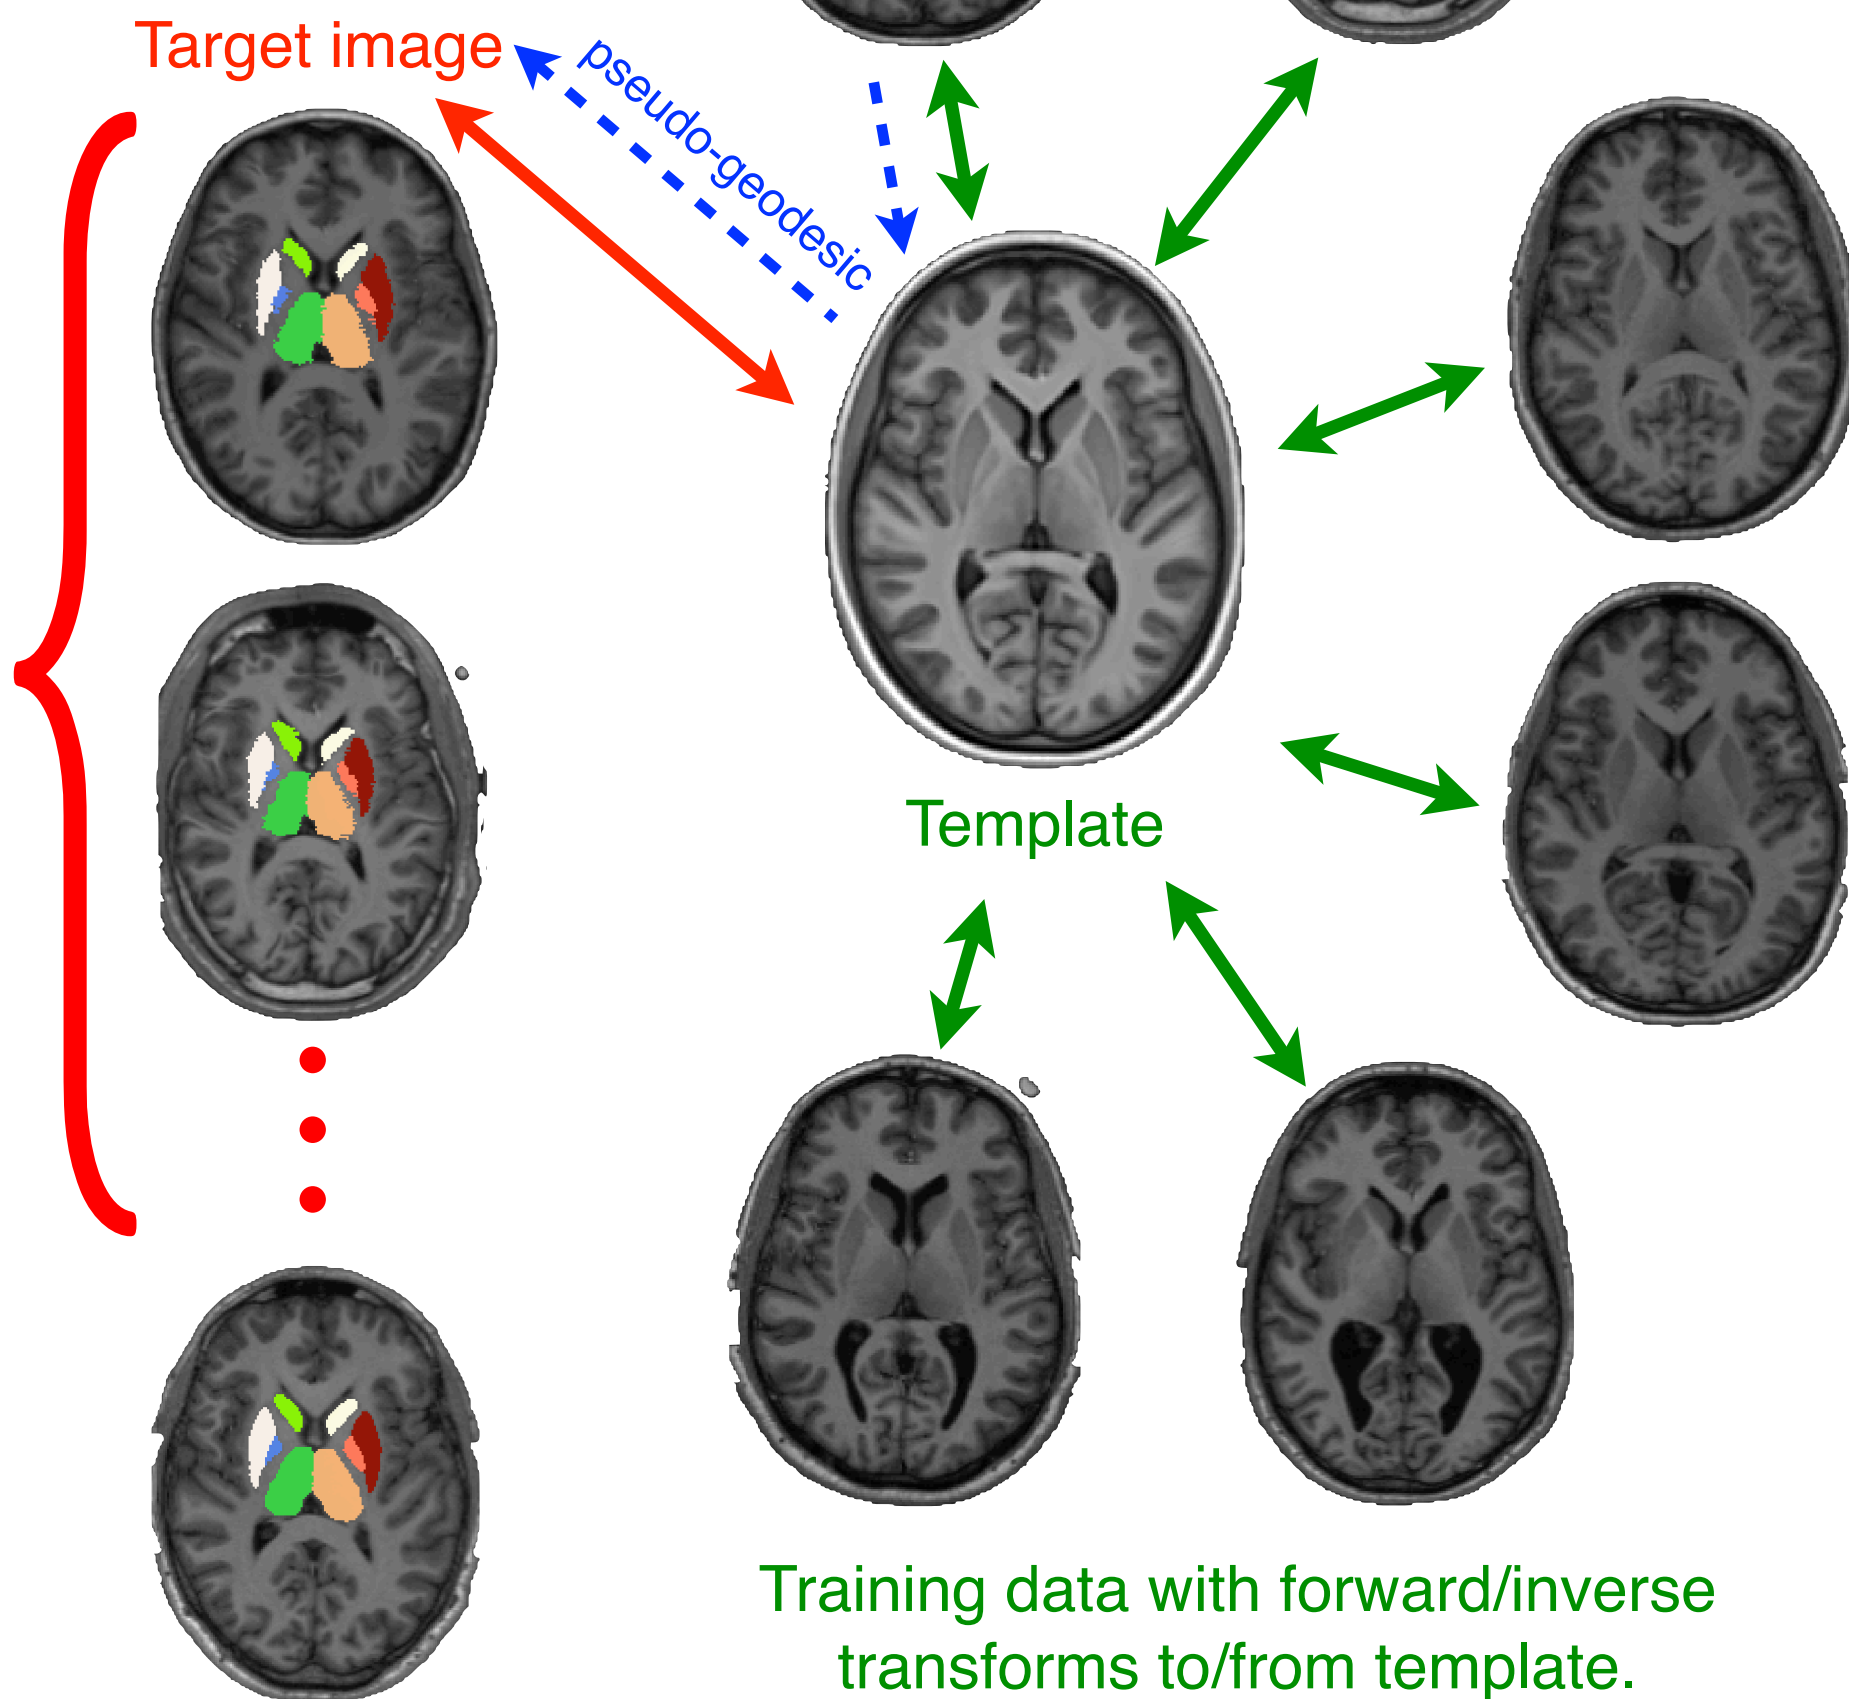 Target image
pseudo-geodesic
Template
Training data with forward/inverse
transforms to/from template.